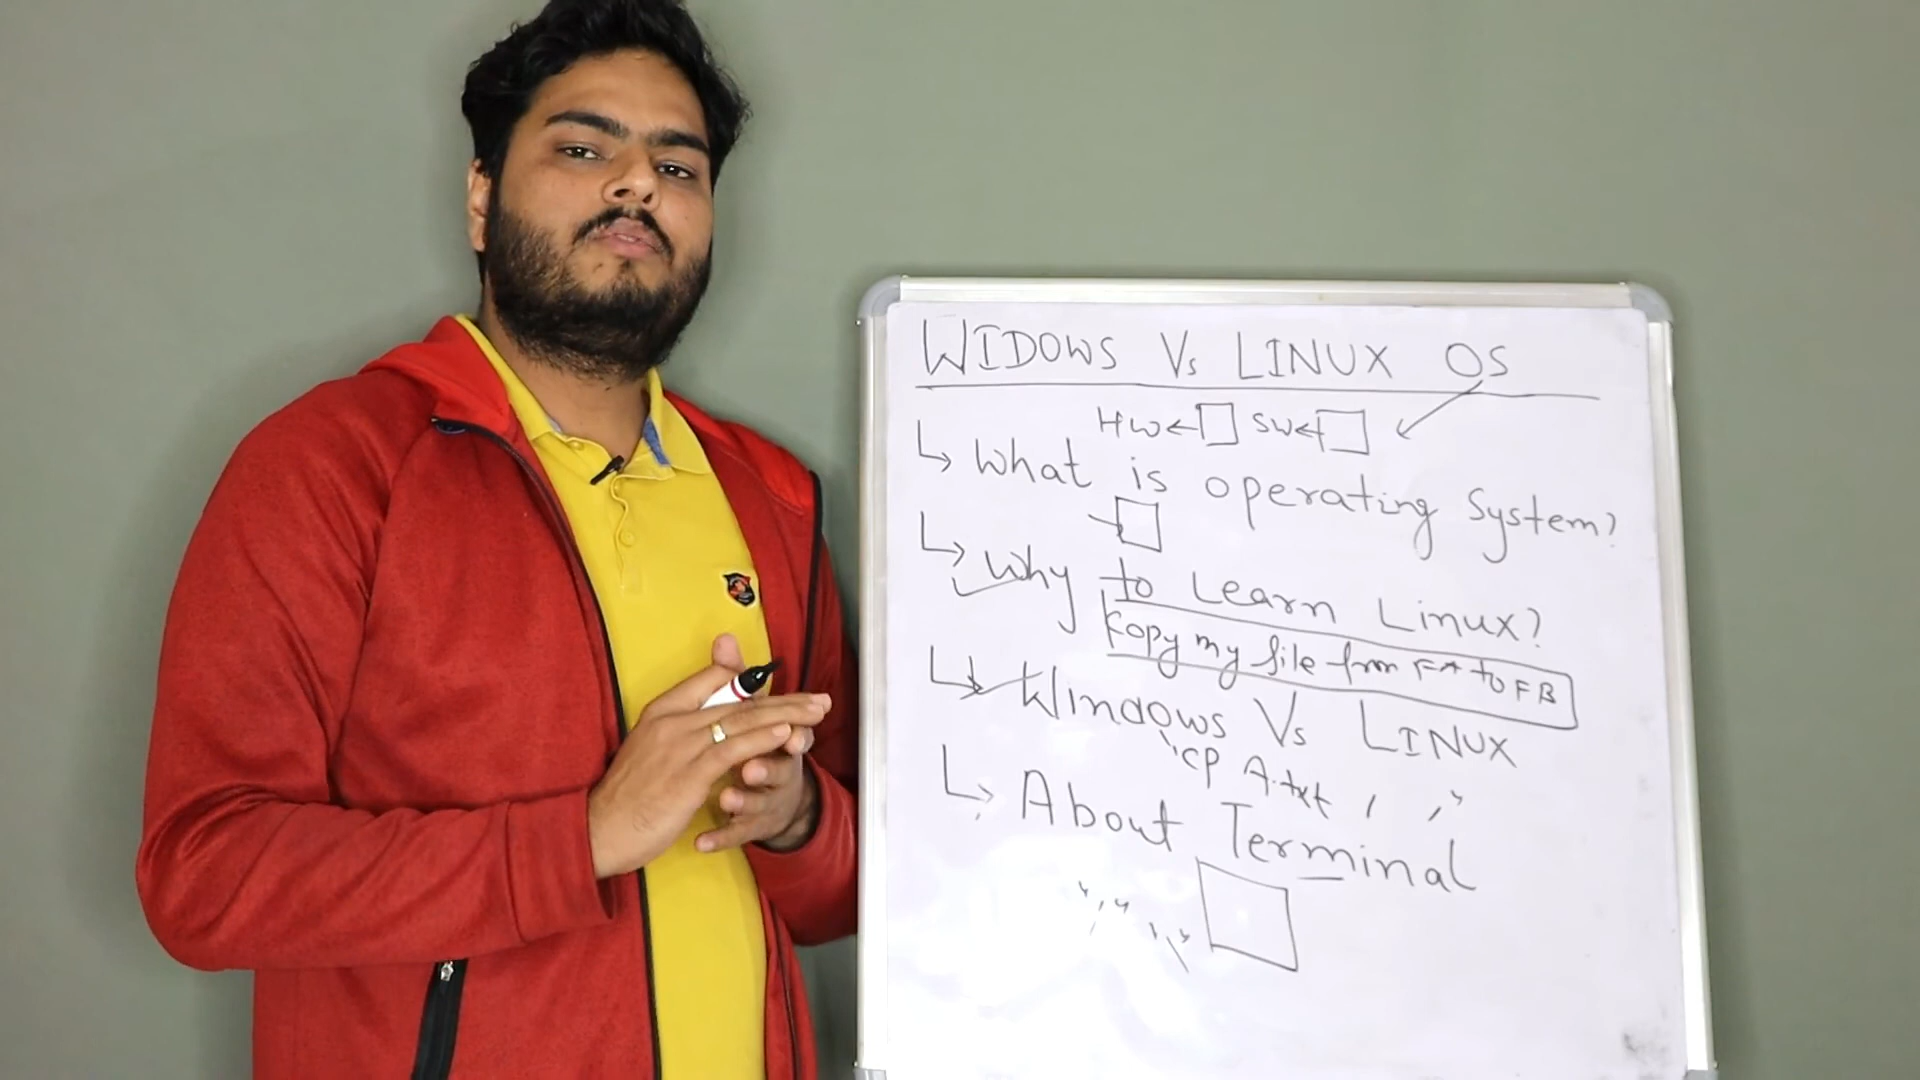 WIDOWS Vs LINUX OS
HW← SW←
↳ What is operating System?
↳ Why to Learn Linux?
Copy my file from FA to FB
↳ Windows Vs LINUX
"CP A.txt / /"
↳ About Terminal